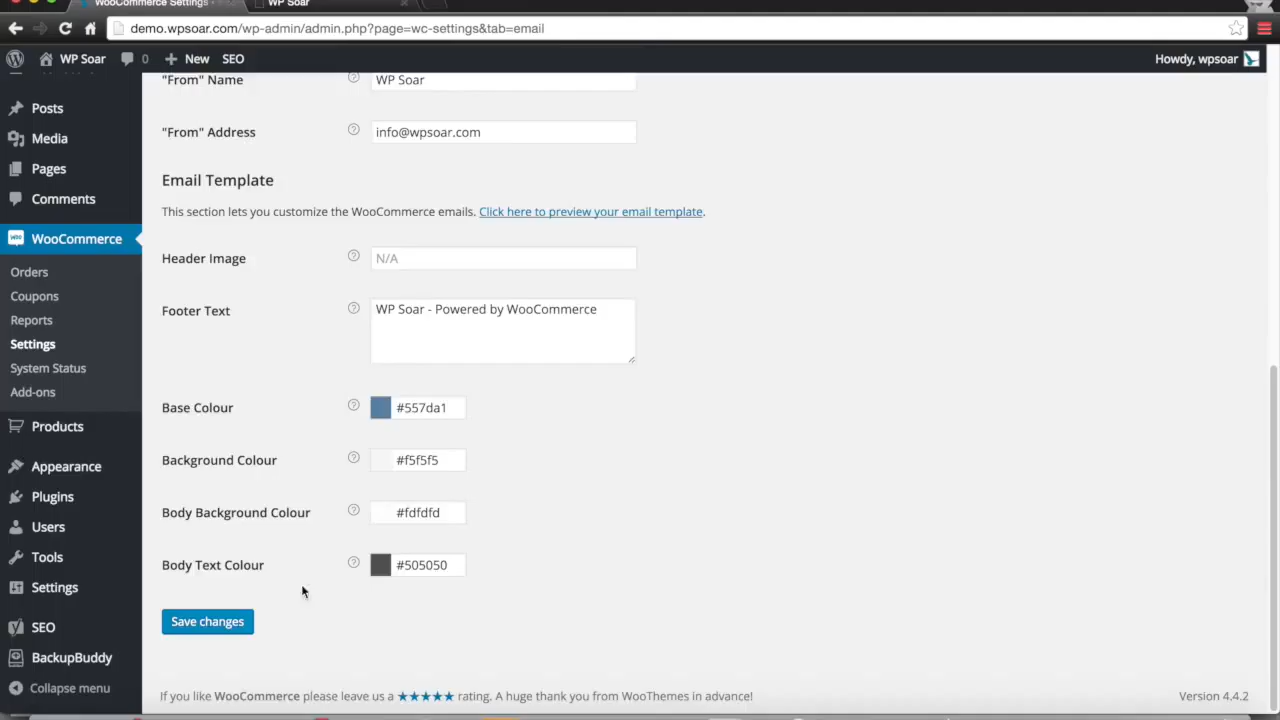 WooCommerce Settings
WP Soar
demo.wpsoar.com/wp-admin/admin.php?page=wc-settings&tab=email
WP Soar
0
New
SEO
Howdy, wpsoar
Posts
Media
Pages
Comments
WooCommerce
Orders
Coupons
Reports
Settings
System Status
Add-ons
Products
Appearance
Plugins
Users
Tools
Settings
SEO
BackupBuddy
Collapse menu
"From" Name
WP Soar
"From" Address
info@wpsoar.com
Email Template
This section lets you customize the WooCommerce emails. Click here to preview your email template.
Header Image
N/A
Footer Text
WP Soar - Powered by WooCommerce
Base Colour
#557da1
Background Colour
#f5f5f5
Body Background Colour
#fdfdfd
Body Text Colour
#505050
Save changes
If you like WooCommerce please leave us a ★★★★★ rating. A huge thank you from WooThemes in advance!
Version 4.4.2